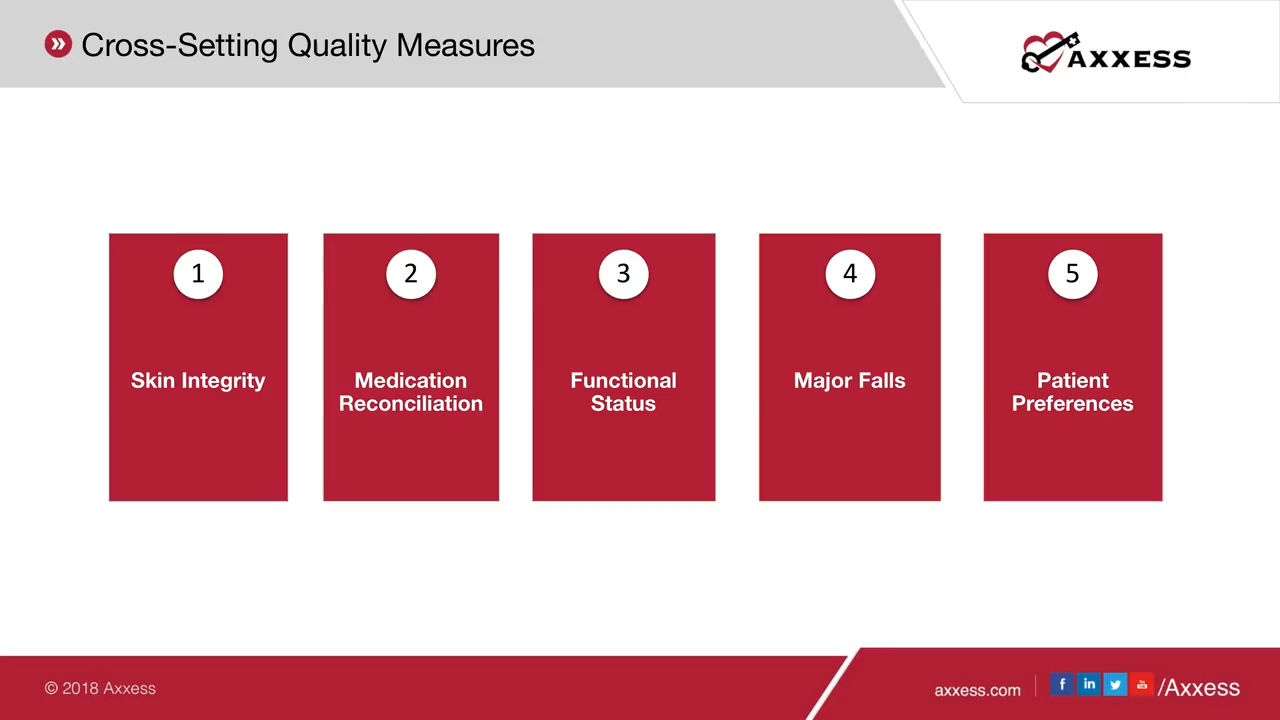 Cross-Setting Quality Measures
AXXESS
1
Skin Integrity
2
Medication
Reconciliation
3
Functional
Status
4
Major Falls
5
Patient
Preferences
© 2018 Axxess
axxess.com
/Axxess